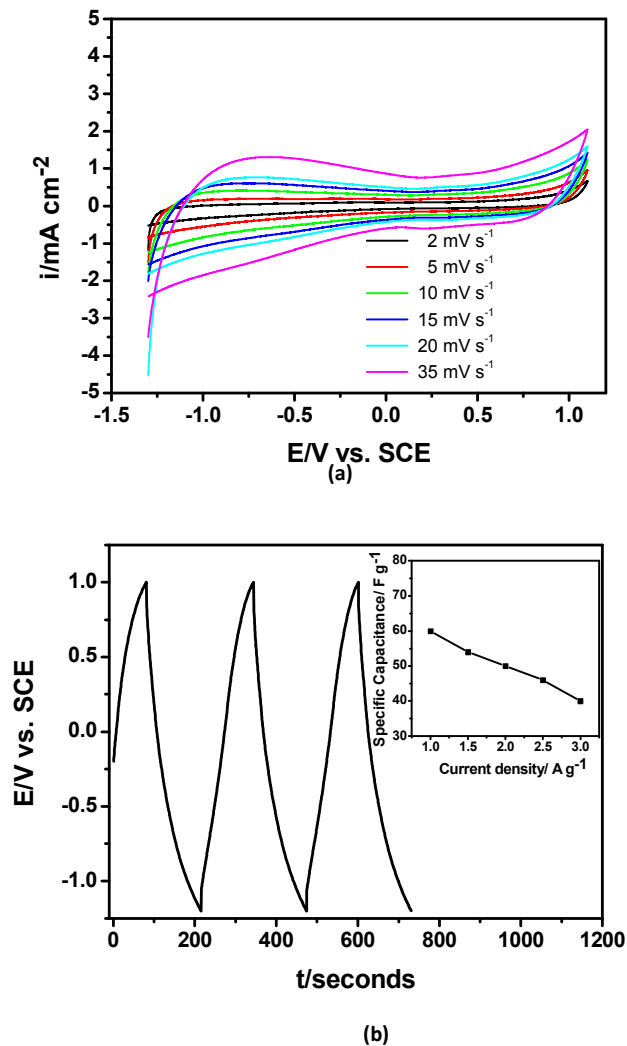 5
4
3
2
1
0
-1
-2
-3
-4
-5
i/mA cm-2
2 mV s-1
5 mV s-1
10 mV s-1
15 mV s-1
20 mV s-1
35 mV s-1
-1.5 -1.0 -0.5 0.0 0.5 1.0
E/V vs. SCE
(a)
1.0
0.5
0.0
-0.5
-1.0
E/V vs. SCE
80
70
60
50
40
30
Specific Capacitance/ F g-1
1.0 1.5 2.0 2.5 3.0
Current density/ A g-1
0 200 400 600 800 1000 1200
t/seconds
(b)